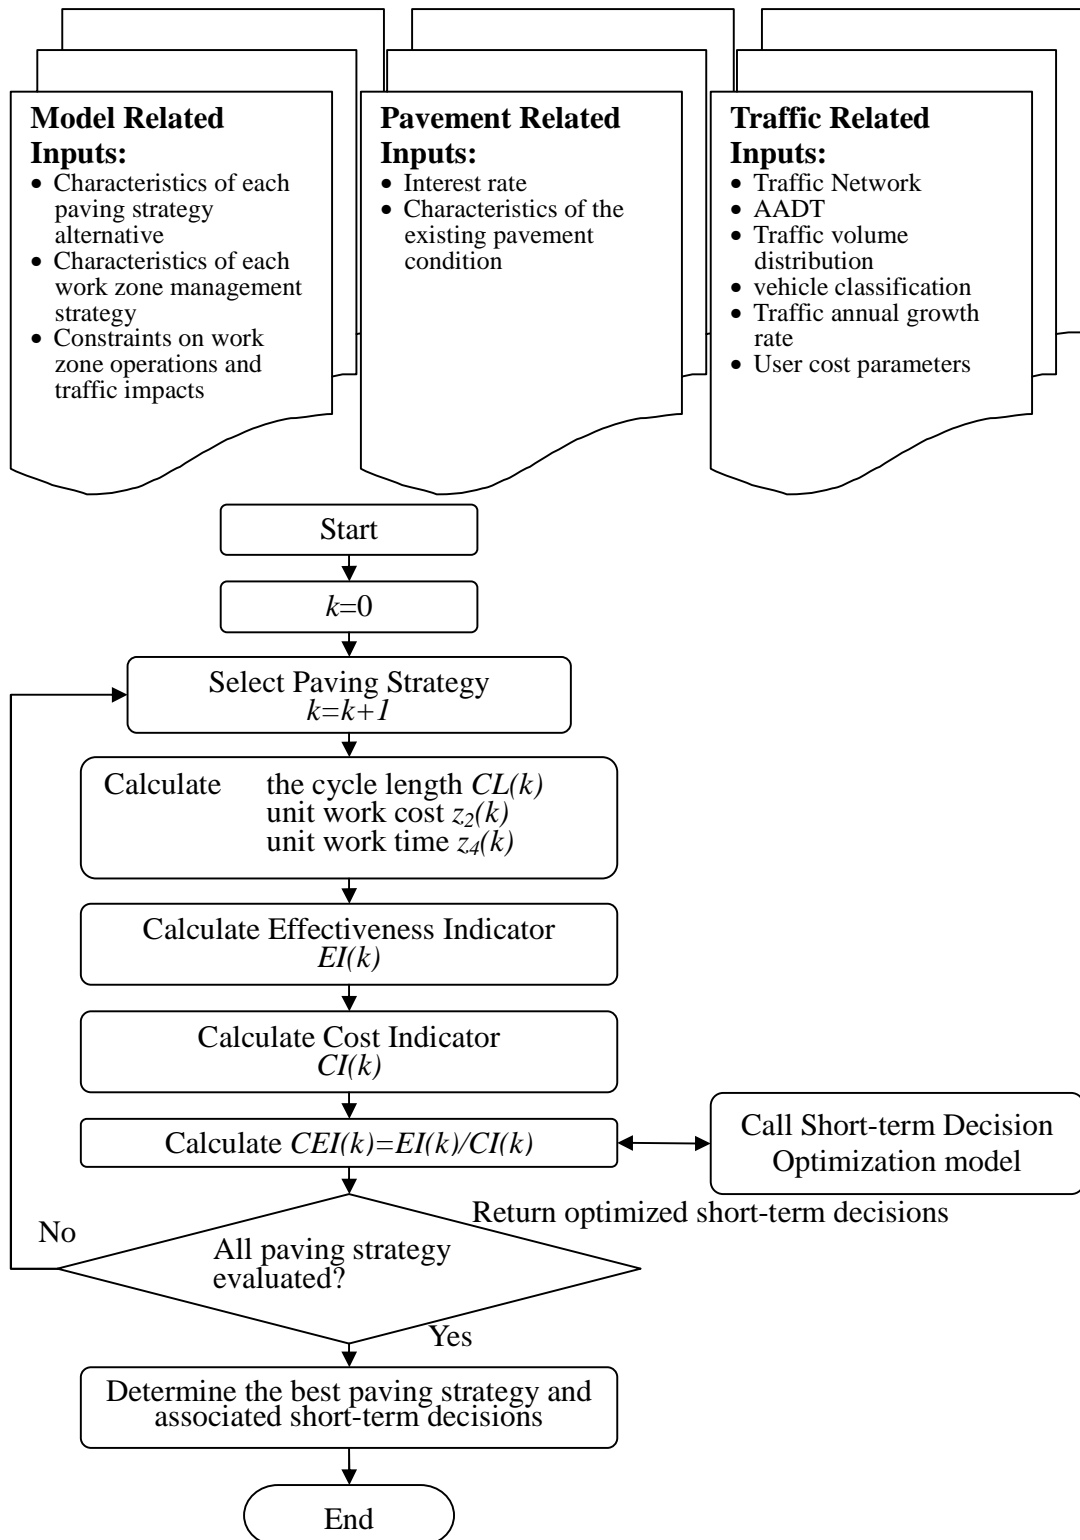 Model Related
Inputs:
• Characteristics of each
paving strategy
alternative
• Characteristics of each
work zone management
strategy
• Constraints on work
zone operations and
traffic impacts
Pavement Related
Inputs:
• Interest rate
• Characteristics of the
existing pavement
condition
Traffic Related
Inputs:
• Traffic Network
• AADT
• Traffic volume
distribution
• vehicle classification
• Traffic annual growth
rate
• User cost parameters
Start
k=0
Select Paving Strategy
k=k+1
Calculate the cycle length CL(k)
unit work cost z2(k)
unit work time z4(k)
Calculate Effectiveness Indicator
EI(k)
Calculate Cost Indicator
CI(k)
Calculate CEI(k)=EI(k)/CI(k)
Call Short-term Decision
Optimization model
Return optimized short-term decisions
No
All paving strategy
evaluated?
Yes
Determine the best paving strategy and
associated short-term decisions
End